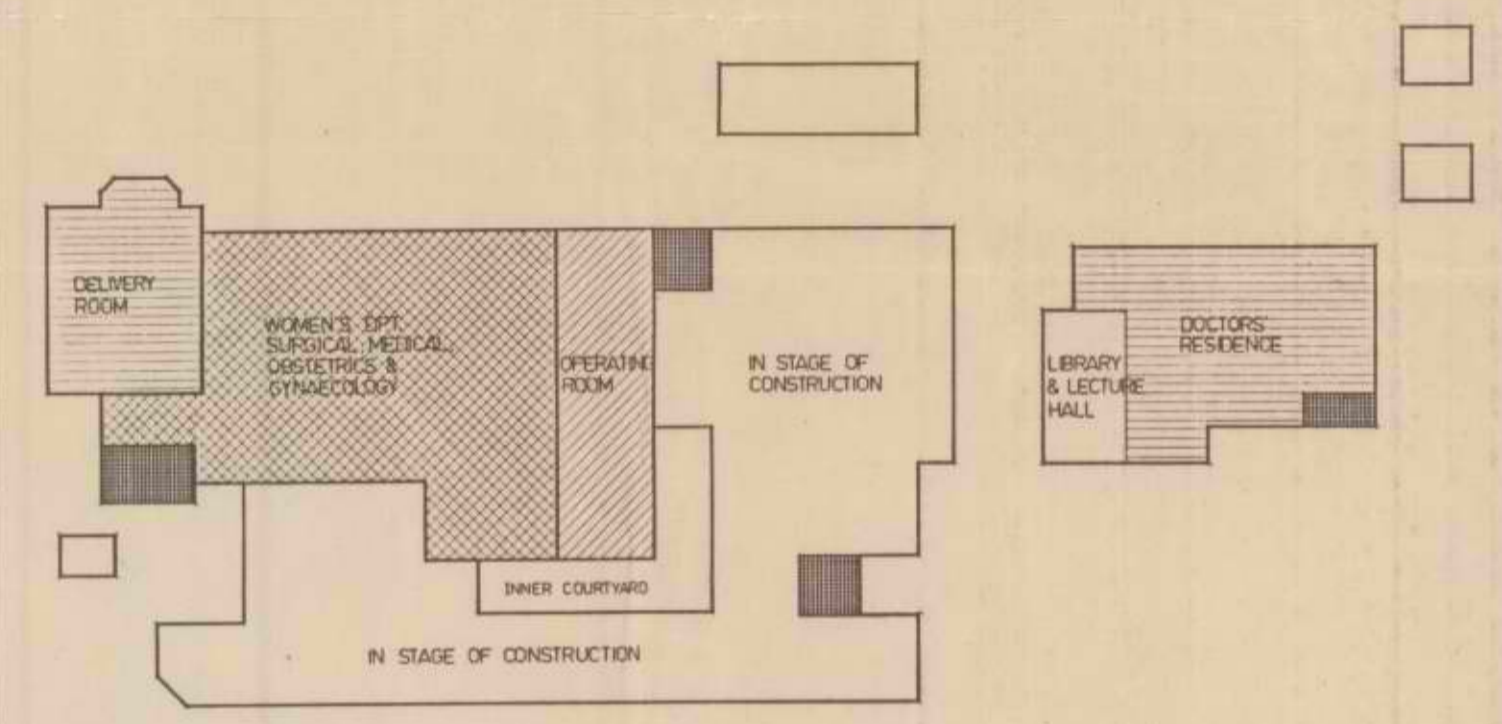 DELIVERY
ROOM
WOMEN'S DPT.
SURGICAL, MEDICAL,
OBSTETRICS &
GYNAECOLOGY
OPERATING
ROOM
IN STAGE OF
CONSTRUCTION
LIBRARY
& LECTURE
HALL
DOCTORS'
RESIDENCE
INNER COURTYARD
IN STAGE OF CONSTRUCTION